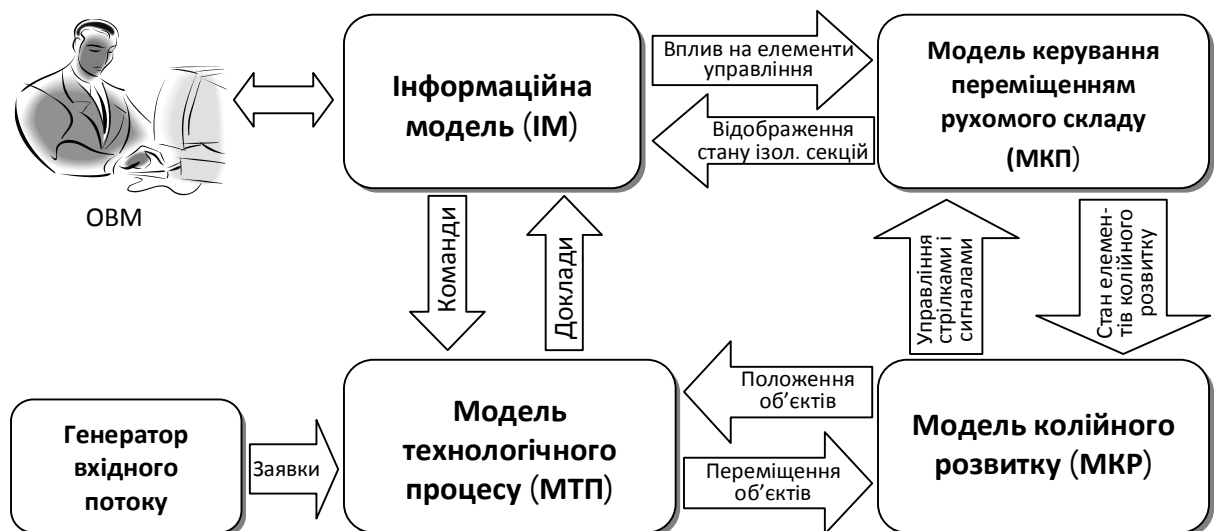 Інформаційна
модель (ІМ)
Вплив на елементи
управління
Відображення
стану ізол. секцій
Модель керування
переміщенням
рухомого складу
(МКП)
ОВМ
Команди
Доклади
Управління
стрілками і
сигналами
Стан елемен-
тів колійного
розвитку
Генератор
вхідного
потоку
Заявки
Модель
технологічного
процесу (МТП)
Положення
об’єктів
Переміщення
об’єктів
Модель колійного
розвитку (МКР)